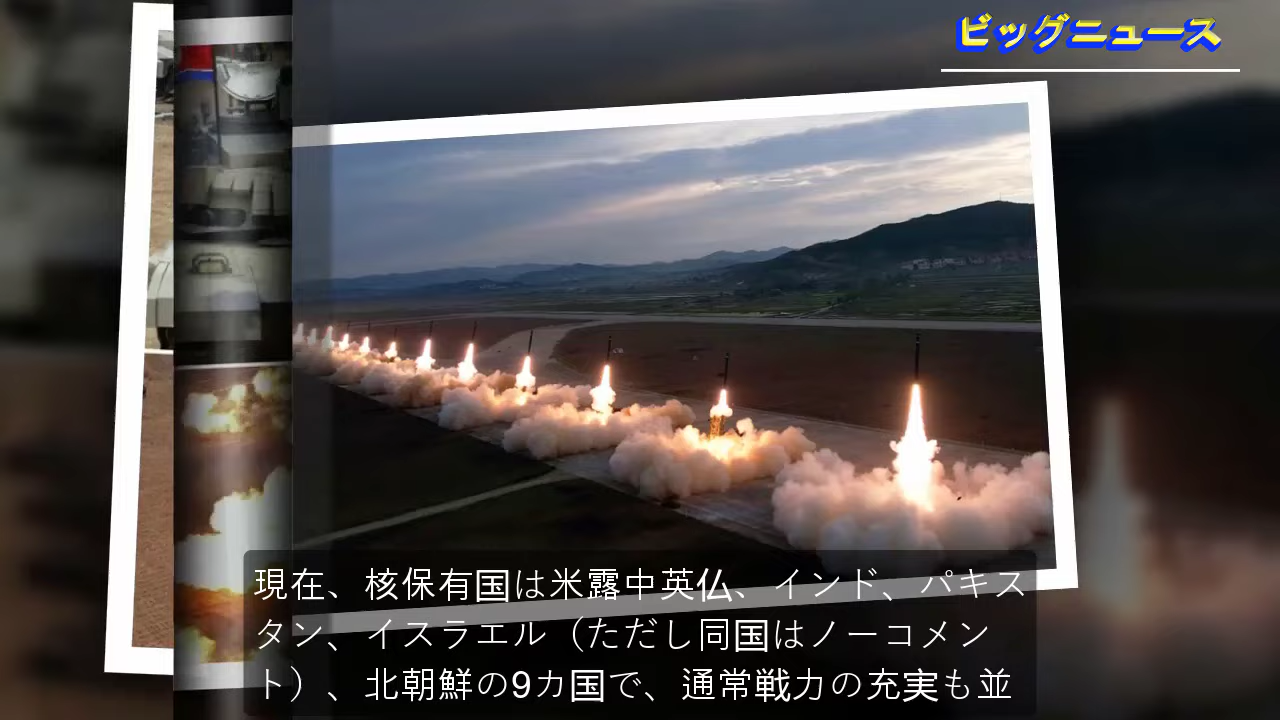 ビッグニュース
現在、核保有国は米露中英仏、インド、パキス
タン、イスラエル（ただし同国はノーコメン
ト）、北朝鮮の9カ国で、通常戦力の充実も並